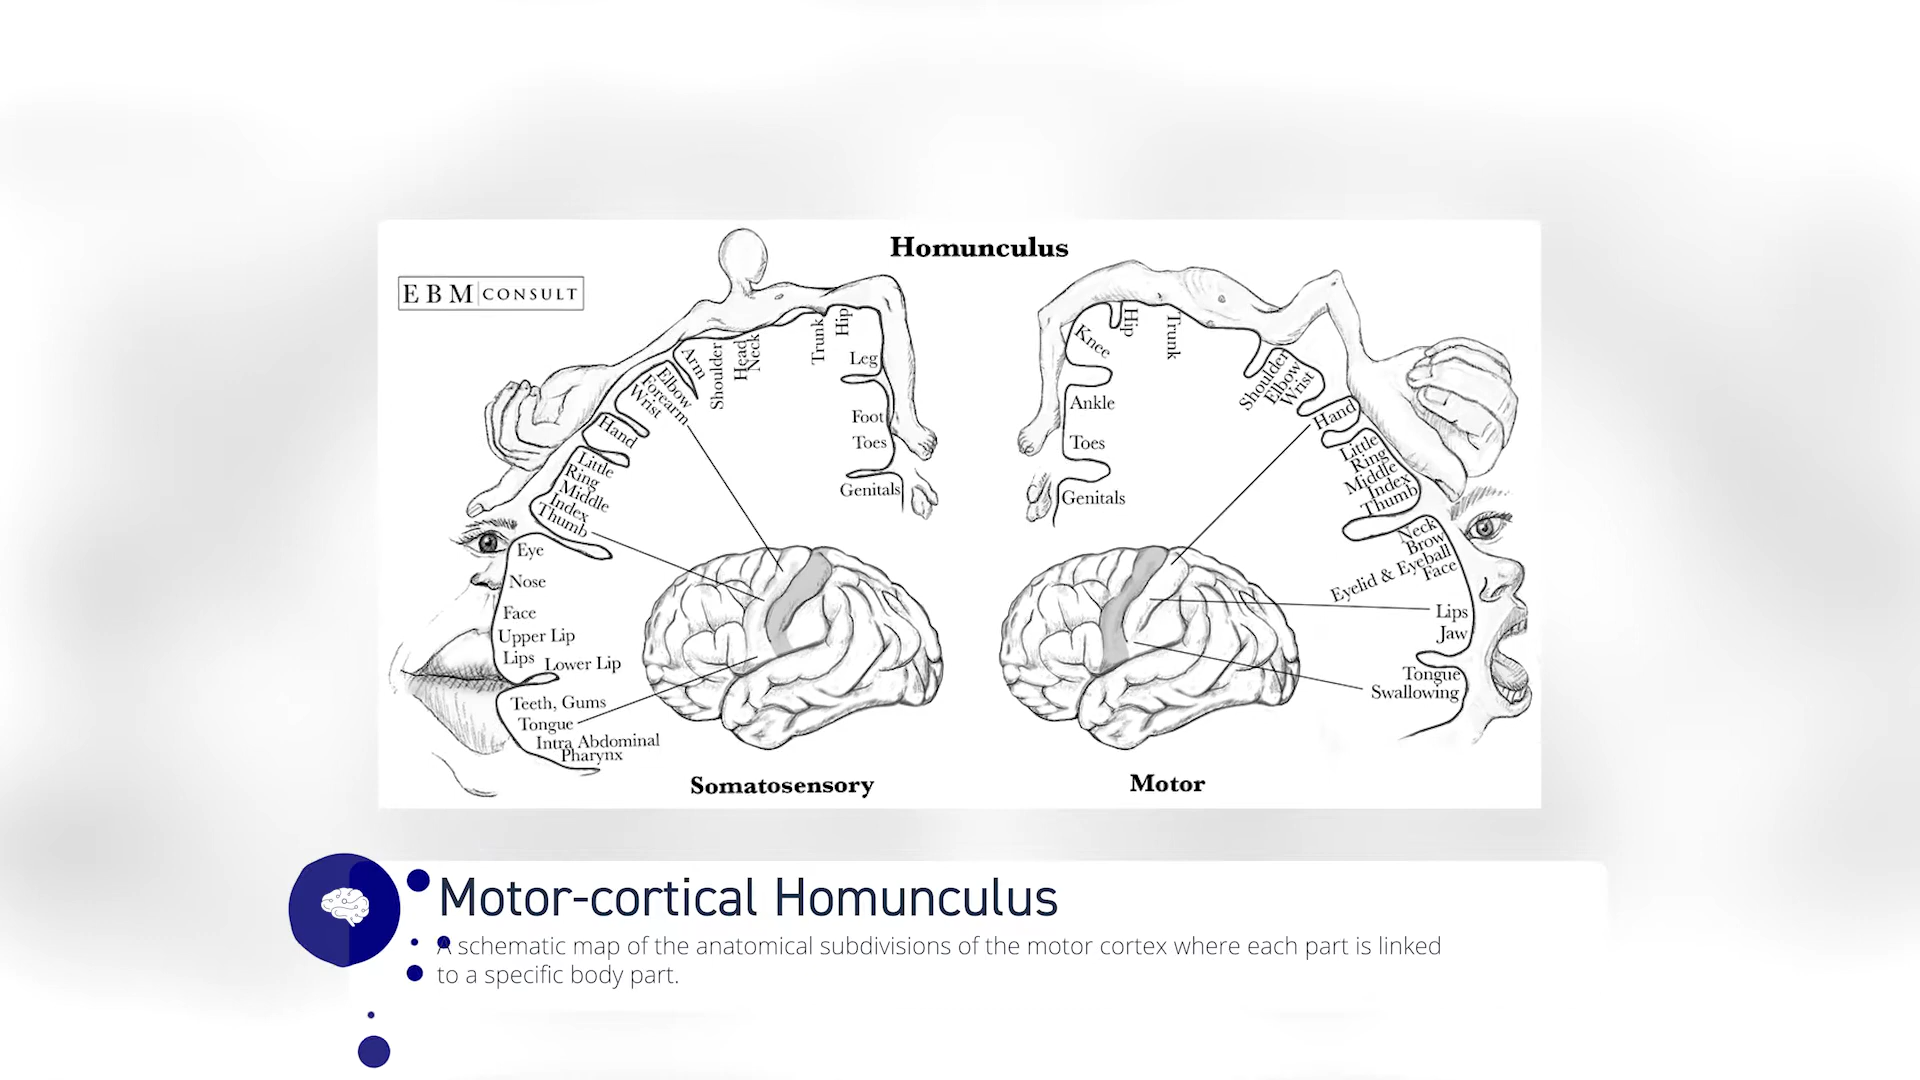 Homunculus
EBM CONSULT
Hip
Trunk
Leg
Neck
Head
Shoulder
Arm
Elbow
Forearm
Wrist
Hand
Foot
Toes
Genitals
Little
Ring
Middle
Index
Thumb
Eye
Nose
Face
Upper Lip
Lips
Lower Lip
Teeth, Gums
Tongue
Intra Abdominal
Pharynx
Somatosensory
Knee
Hip
Trunk
Shoulder
Elbow
Wrist
Hand
Ankle
Toes
Genitals
Little
Ring
Middle
Index
Thumb
Neck
Brow
Eyelid & Eyeball
Face
Lips
Jaw
Tongue
Swallowing
Motor
Motor-cortical Homunculus
A schematic map of the anatomical subdivisions of the motor cortex where each part is linked
to a specific body part.